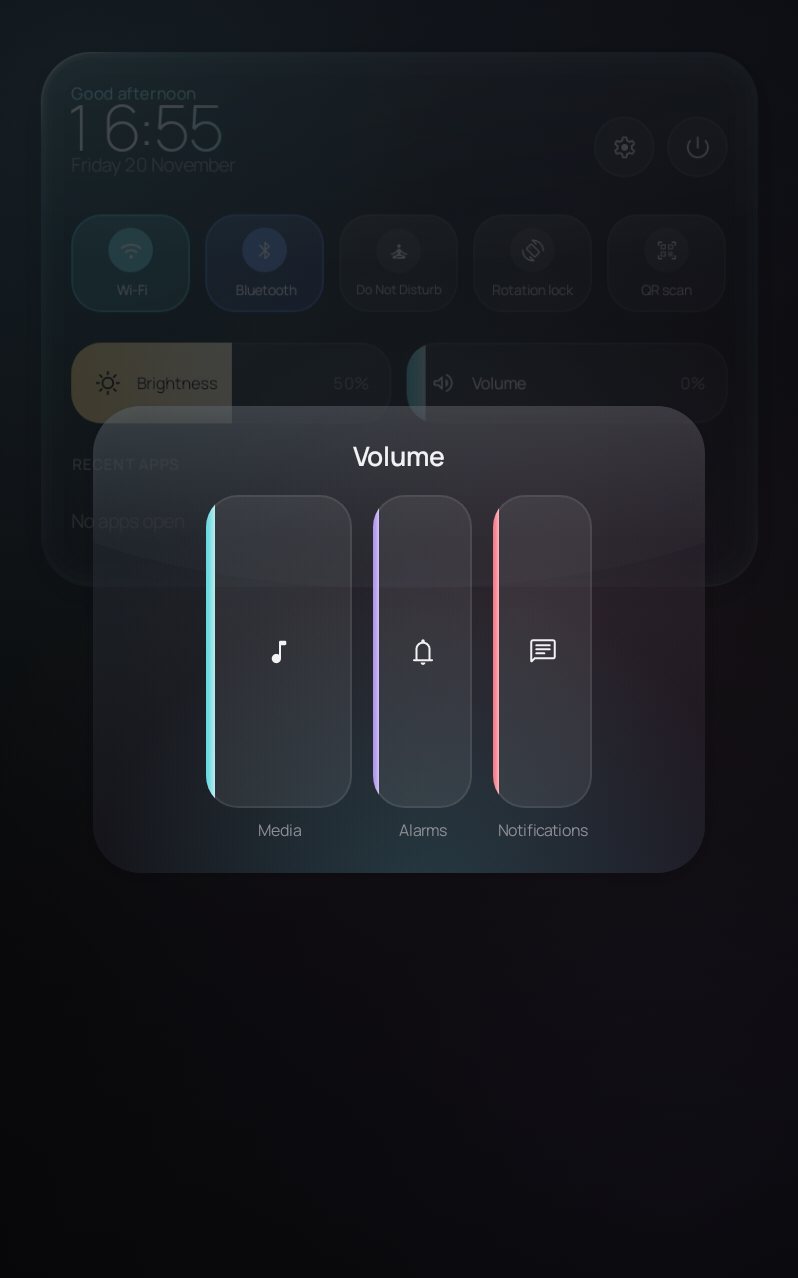 Good afternoon
16:55
Friday 20 November
Wi-Fi
Bluetooth
Do Not Disturb
Rotation lock
QR scan
Brightness
50%
Volume
0%
RECENT APPS
No apps open
Volume
Media
Alarms
Notifications